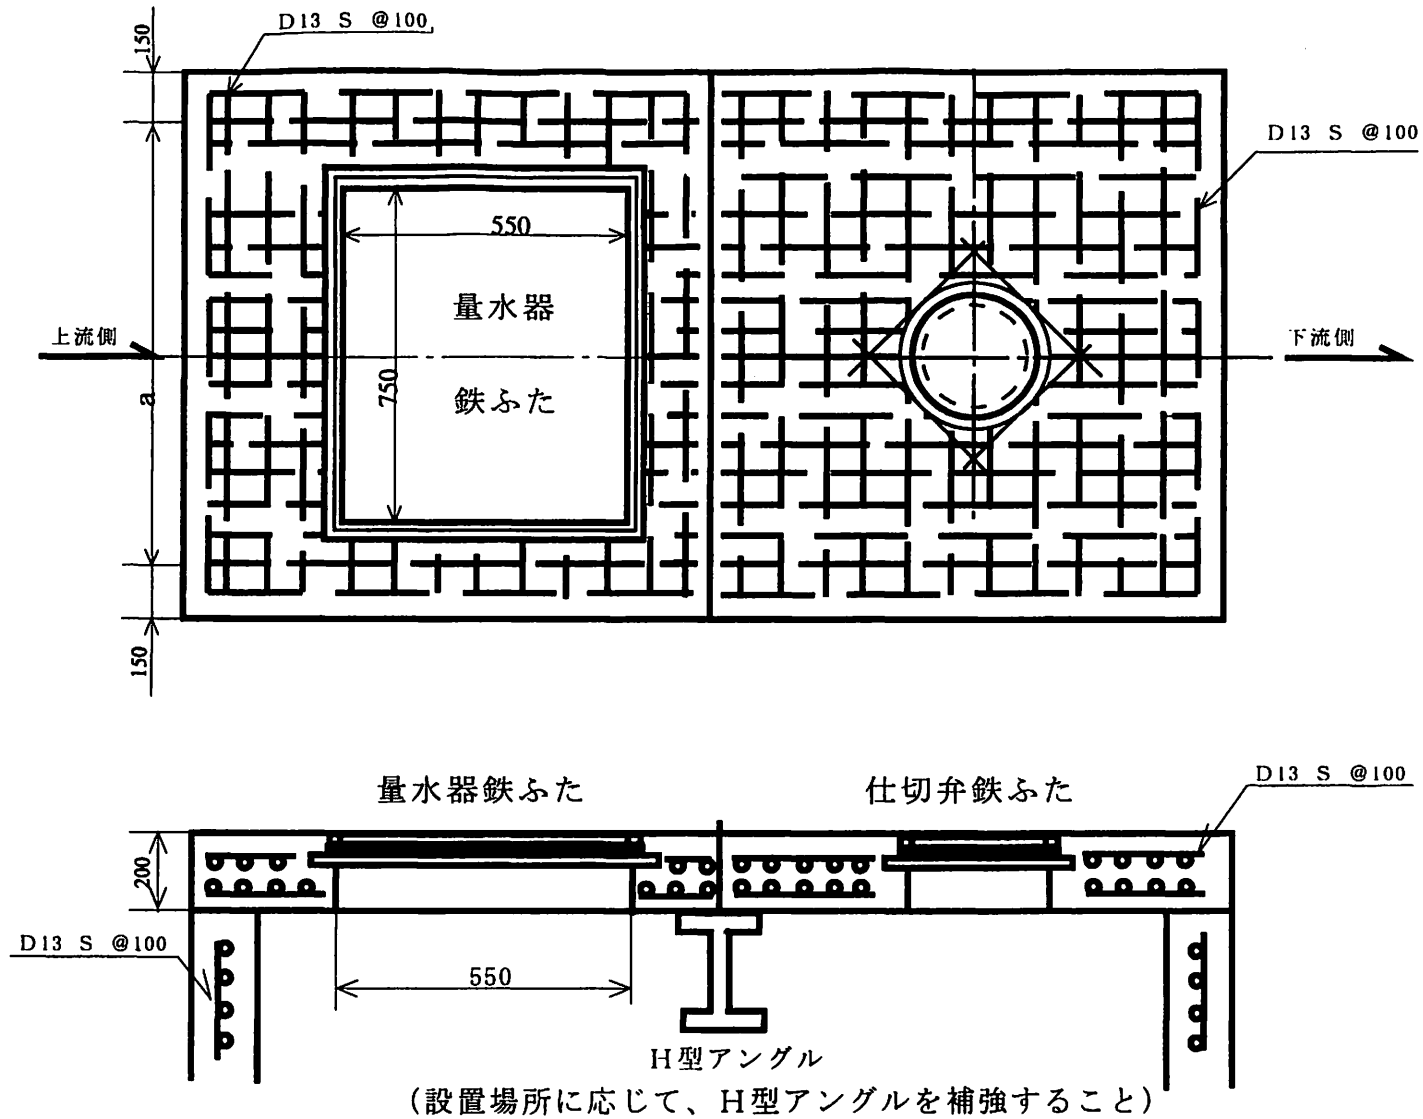 D13 S @100
150
D13 S @100
550
量水器
上流側
下流側
750
鉄ふた
a
150
量水器鉄ふた
仕切弁鉄ふた
D13 S @100
200
D13 S @100
550
H型アングル
(設置場所に応じて、H型アングルを補強すること)